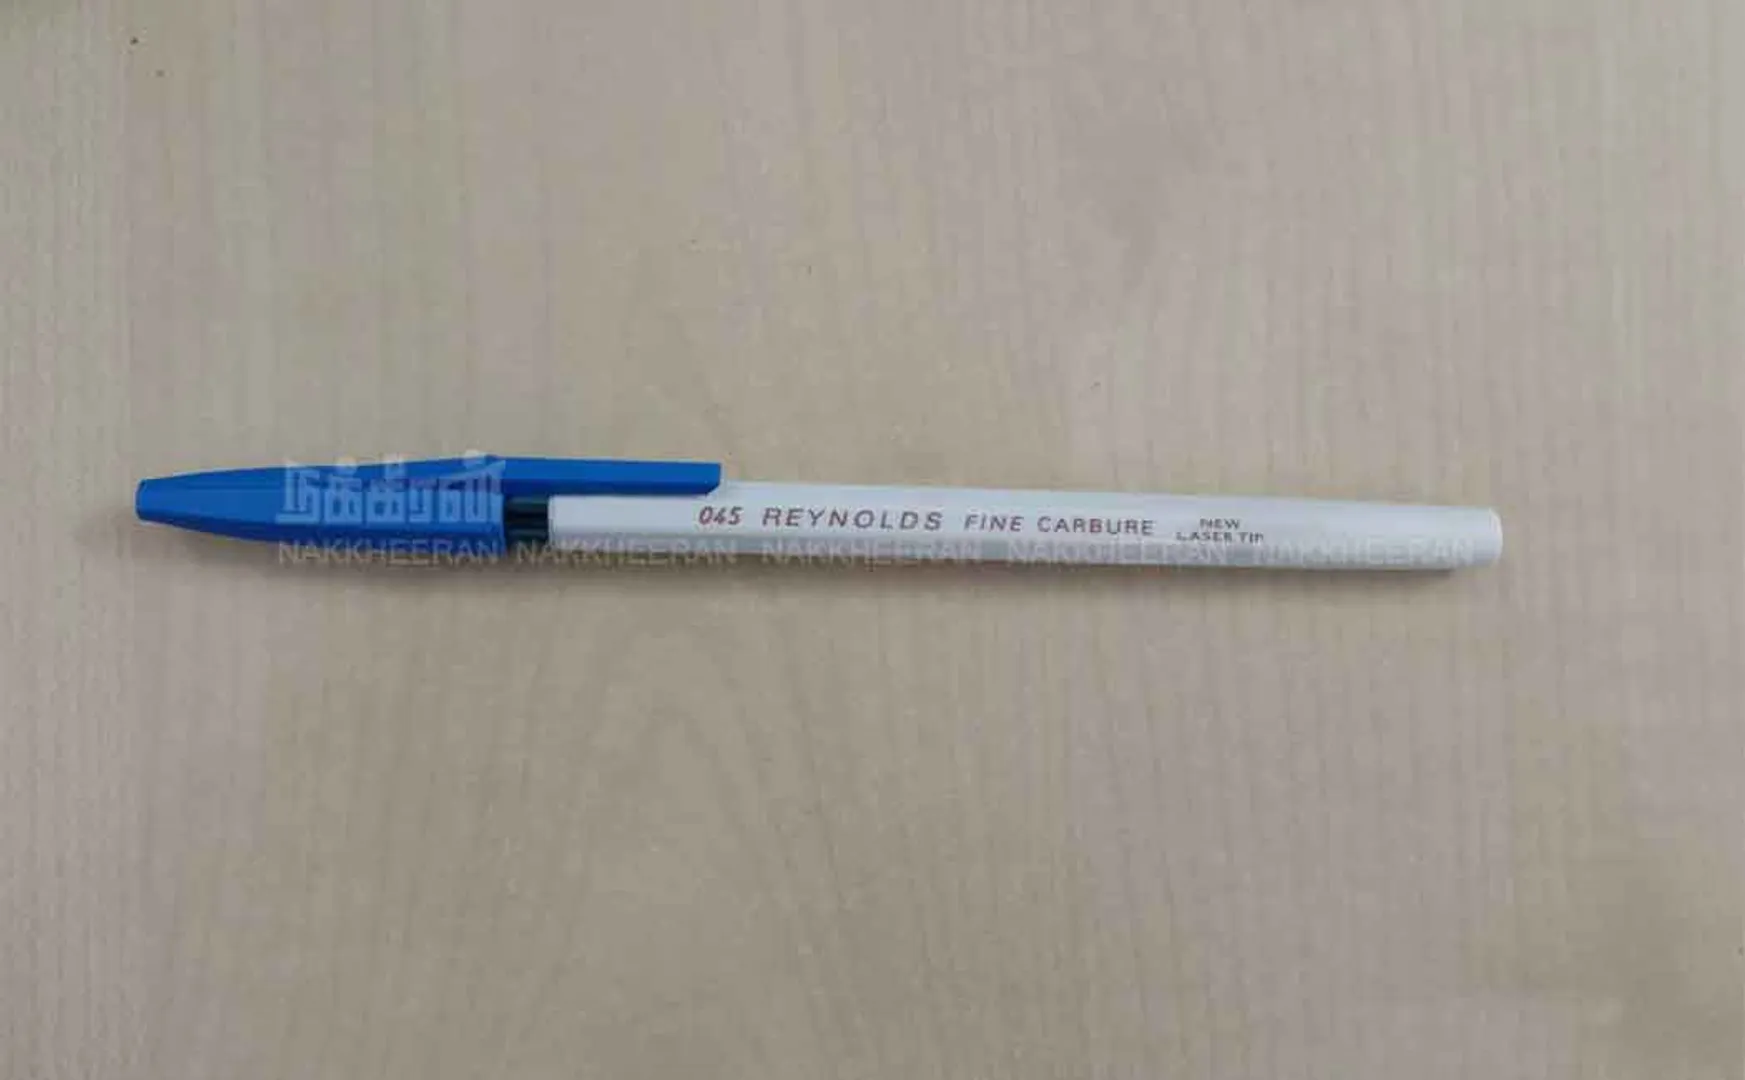 நக்கீரன்
045 REYNOLDS FINE CARBURE NEW
LASER TIP
NAKKHEERAN NAKKHEERAN NAKKHEERAN NAKKHEERAN NAKKHEERAN